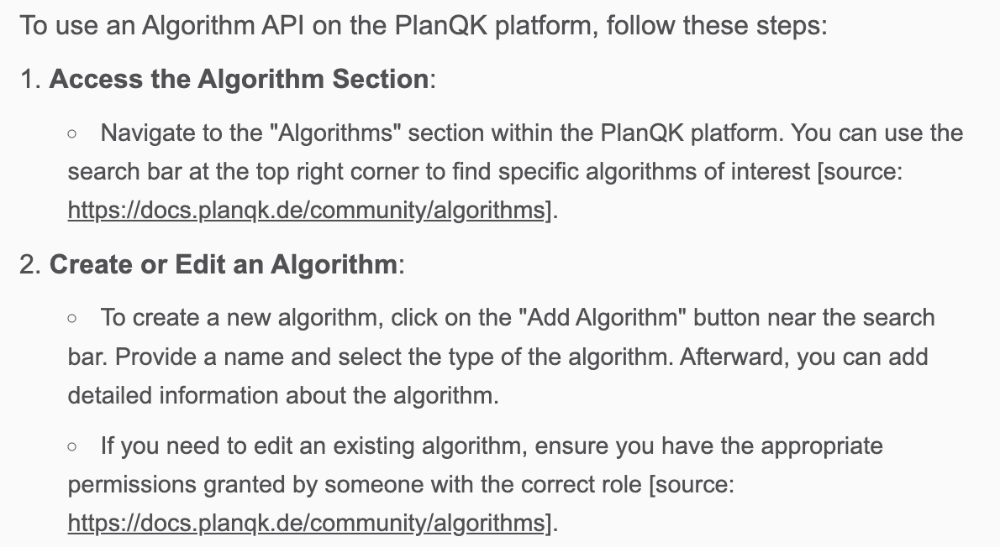 To use an Algorithm API on the PlanQK platform, follow these steps:
1. Access the Algorithm Section:
○ Navigate to the "Algorithms" section within the PlanQK platform. You can use the
search bar at the top right corner to find specific algorithms of interest [source:
https://docs.planqk.de/community/algorithms].
2. Create or Edit an Algorithm:
○ To create a new algorithm, click on the "Add Algorithm" button near the search
bar. Provide a name and select the type of the algorithm. Afterward, you can add
detailed information about the algorithm.
○ If you need to edit an existing algorithm, ensure you have the appropriate
permissions granted by someone with the correct role [source:
https://docs.planqk.de/community/algorithms].